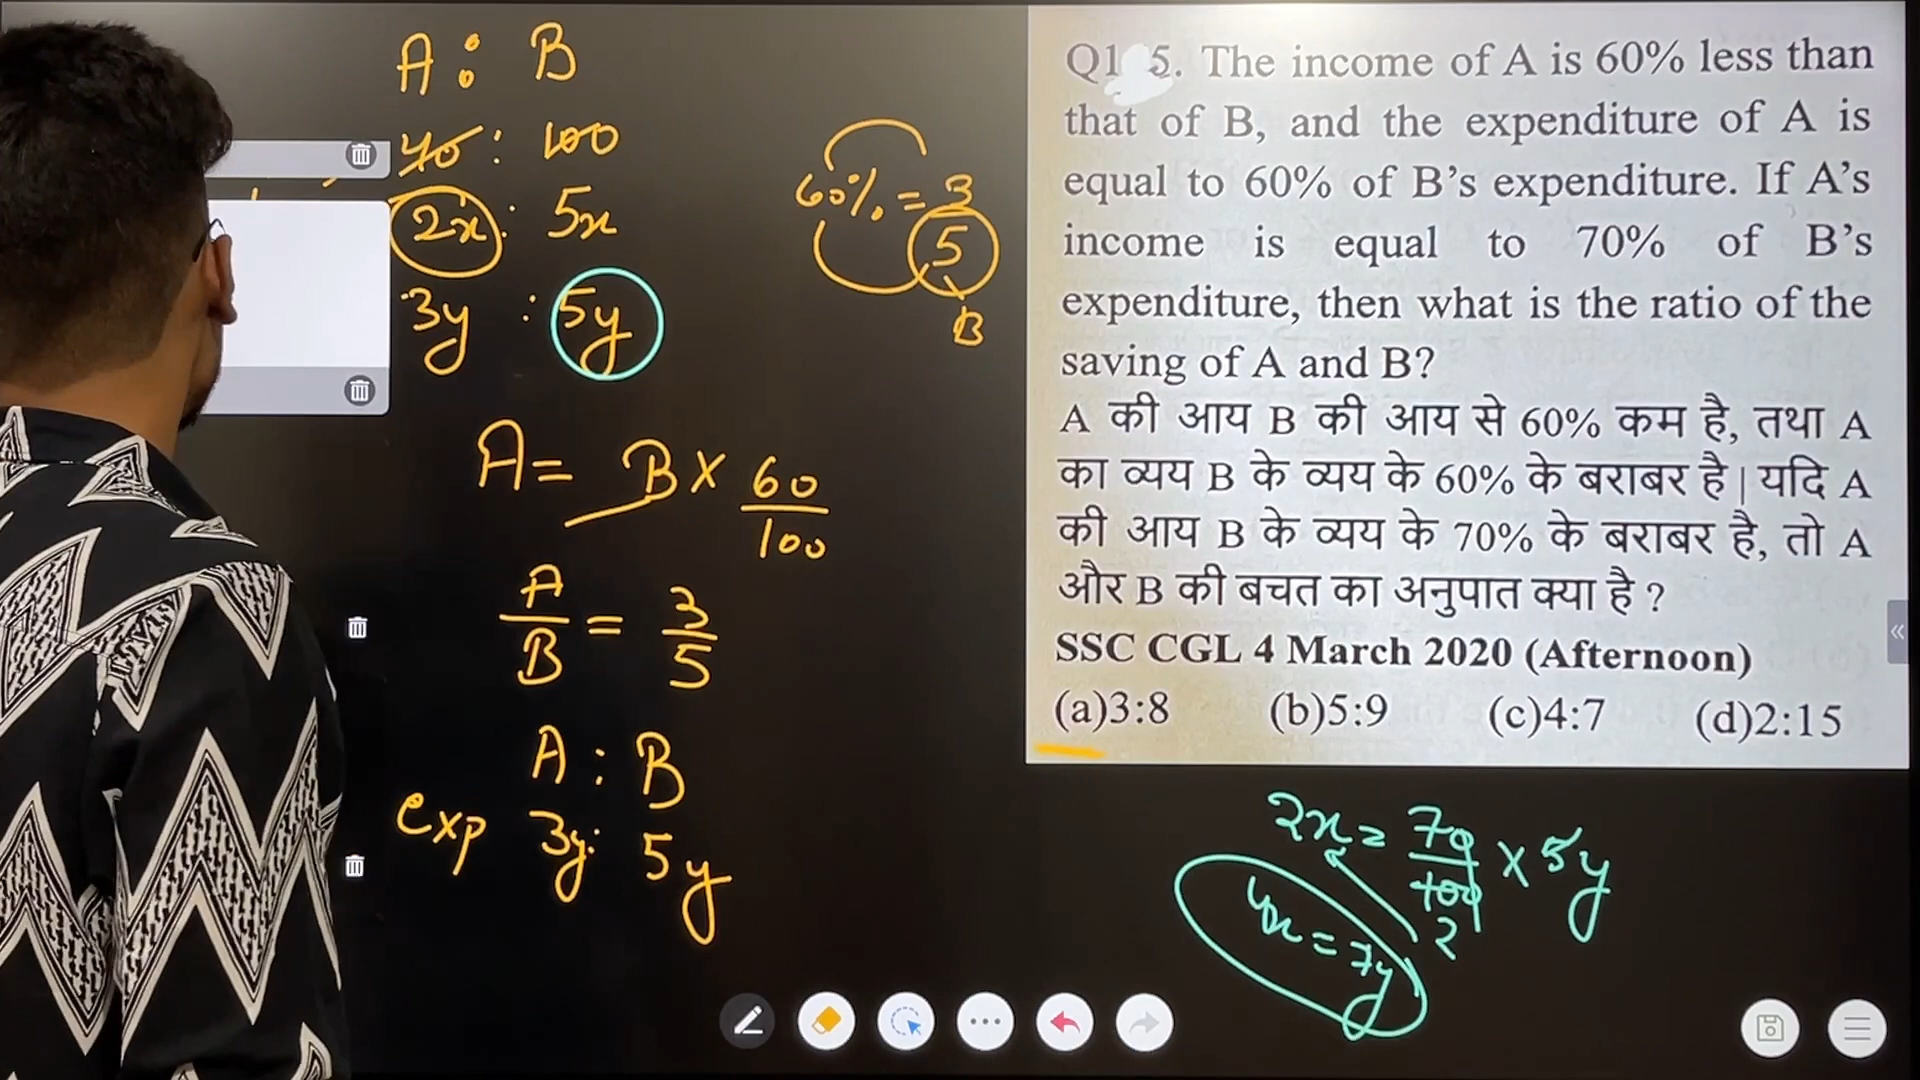 A : B
40 : 100
2x : 5x
3y : 5y
60% = 3
5
B
A = B × 60
100
A
B
= 3
5
A : B
exp 3y : 5y
Q1 5. The income of A is 60% less than
that of B, and the expenditure of A is
equal to 60% of B's expenditure. If A's
income is equal to 70% of B's
expenditure, then what is the ratio of the
saving of A and B?
A की आय B की आय से 60% कम है, तथा A
का व्यय B के व्यय के 60% के बराबर है| यदि A
की आय B के व्यय के 70% के बराबर है, तो A
और B की बचत का अनुपात क्या है ?
SSC CGL 4 March 2020 (Afternoon)
(a)3:8 (b)5:9 (c)4:7 (d)2:15
2x = 70
100 × 5y
2
4x = 7y